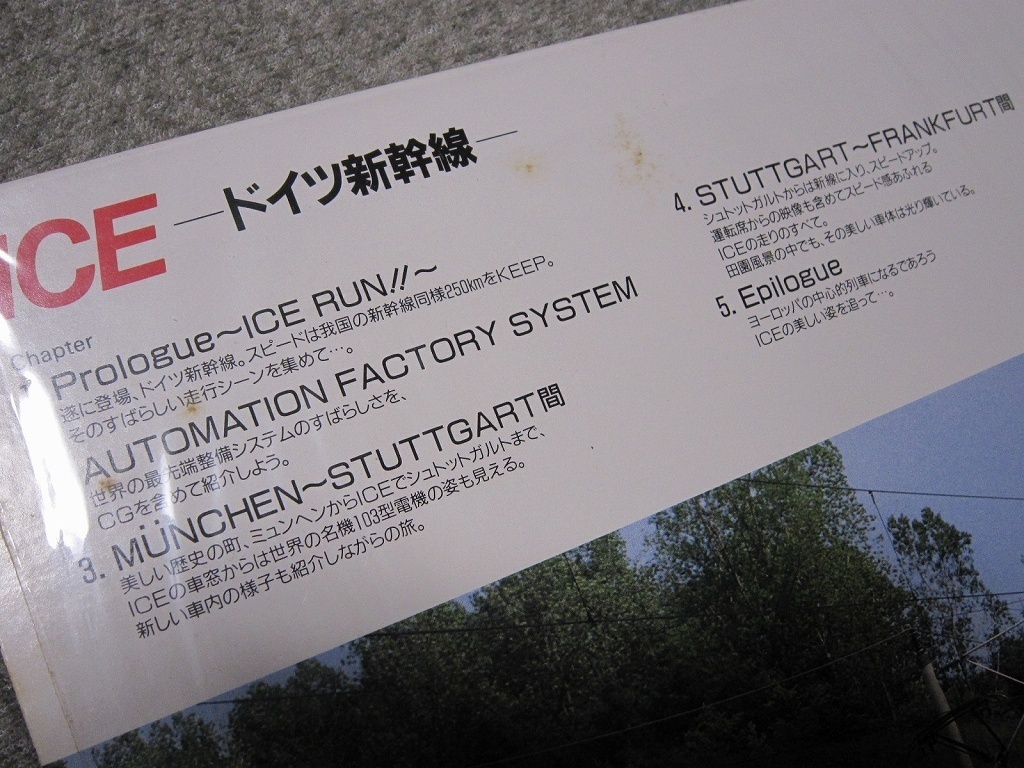 ICE —ドイツ新幹線—
Chapter
Prologue～ICE RUN!!～
遂に登場、ドイツ新幹線。スピードは我国の新幹線同様250kmをKEEP。
そのすばらしい走行シーンを集めて…。
AUTOMATION FACTORY SYSTEM
世界の最先端整備システムのすばらしさを、
CGを含めて紹介しよう。
3. MÜNCHEN～STUTTGART間
美しい歴史の町、ミュンヘンからICEでシュトットガルトまで、
ICEの車窓からは世界の名機103型電機の姿も見える。
新しい車内の様子も紹介しながらの旅。
4. STUTTGART～FRANKFURT間
シュトットガルトからは新線に入り、スピードアップ。
運転席からの映像も含めてスピード感あふれる
ICEの走りのすべて。
田園風景の中でも、その美しい車体は光り輝いている。
5. Epilogue
ヨーロッパの中心的列車になるであろう
ICEの美しい姿を追って…。